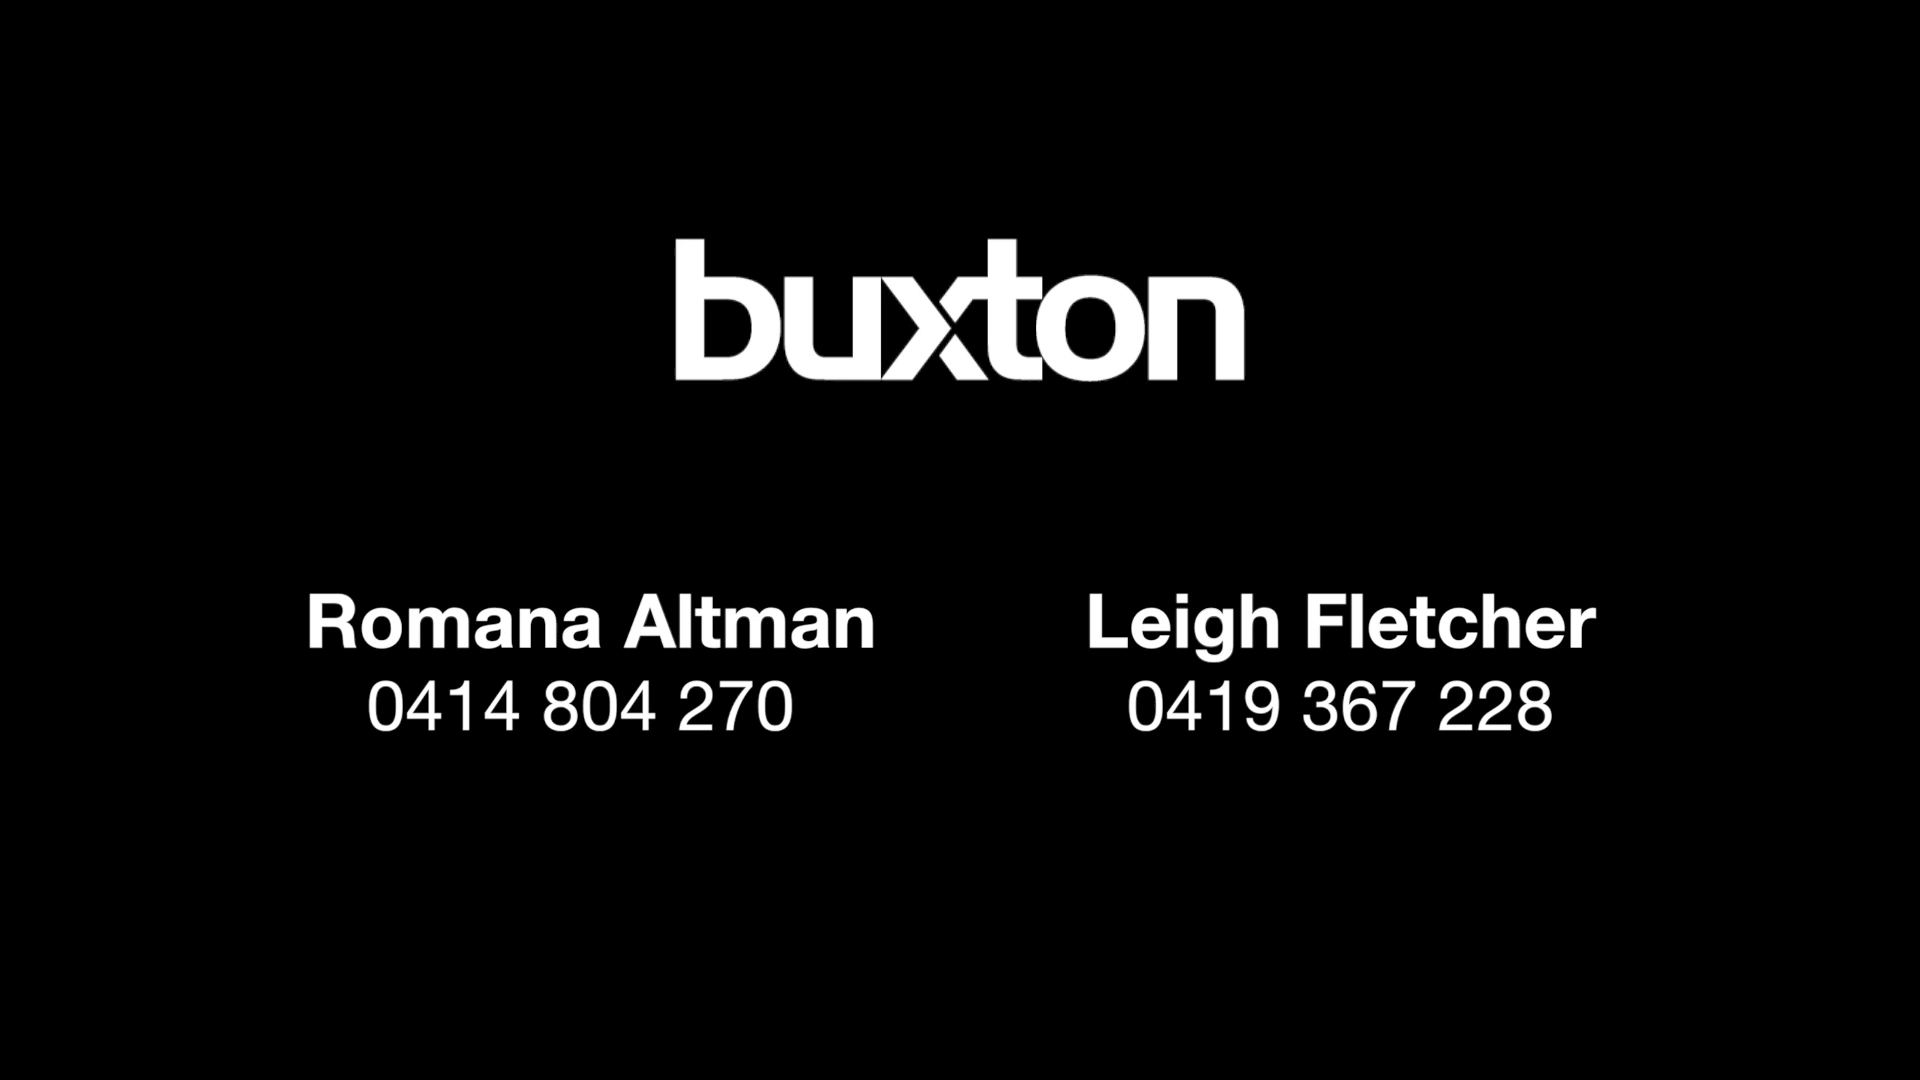 buxton
Romana Altman
0414 804 270
Leigh Fletcher
0419 367 228